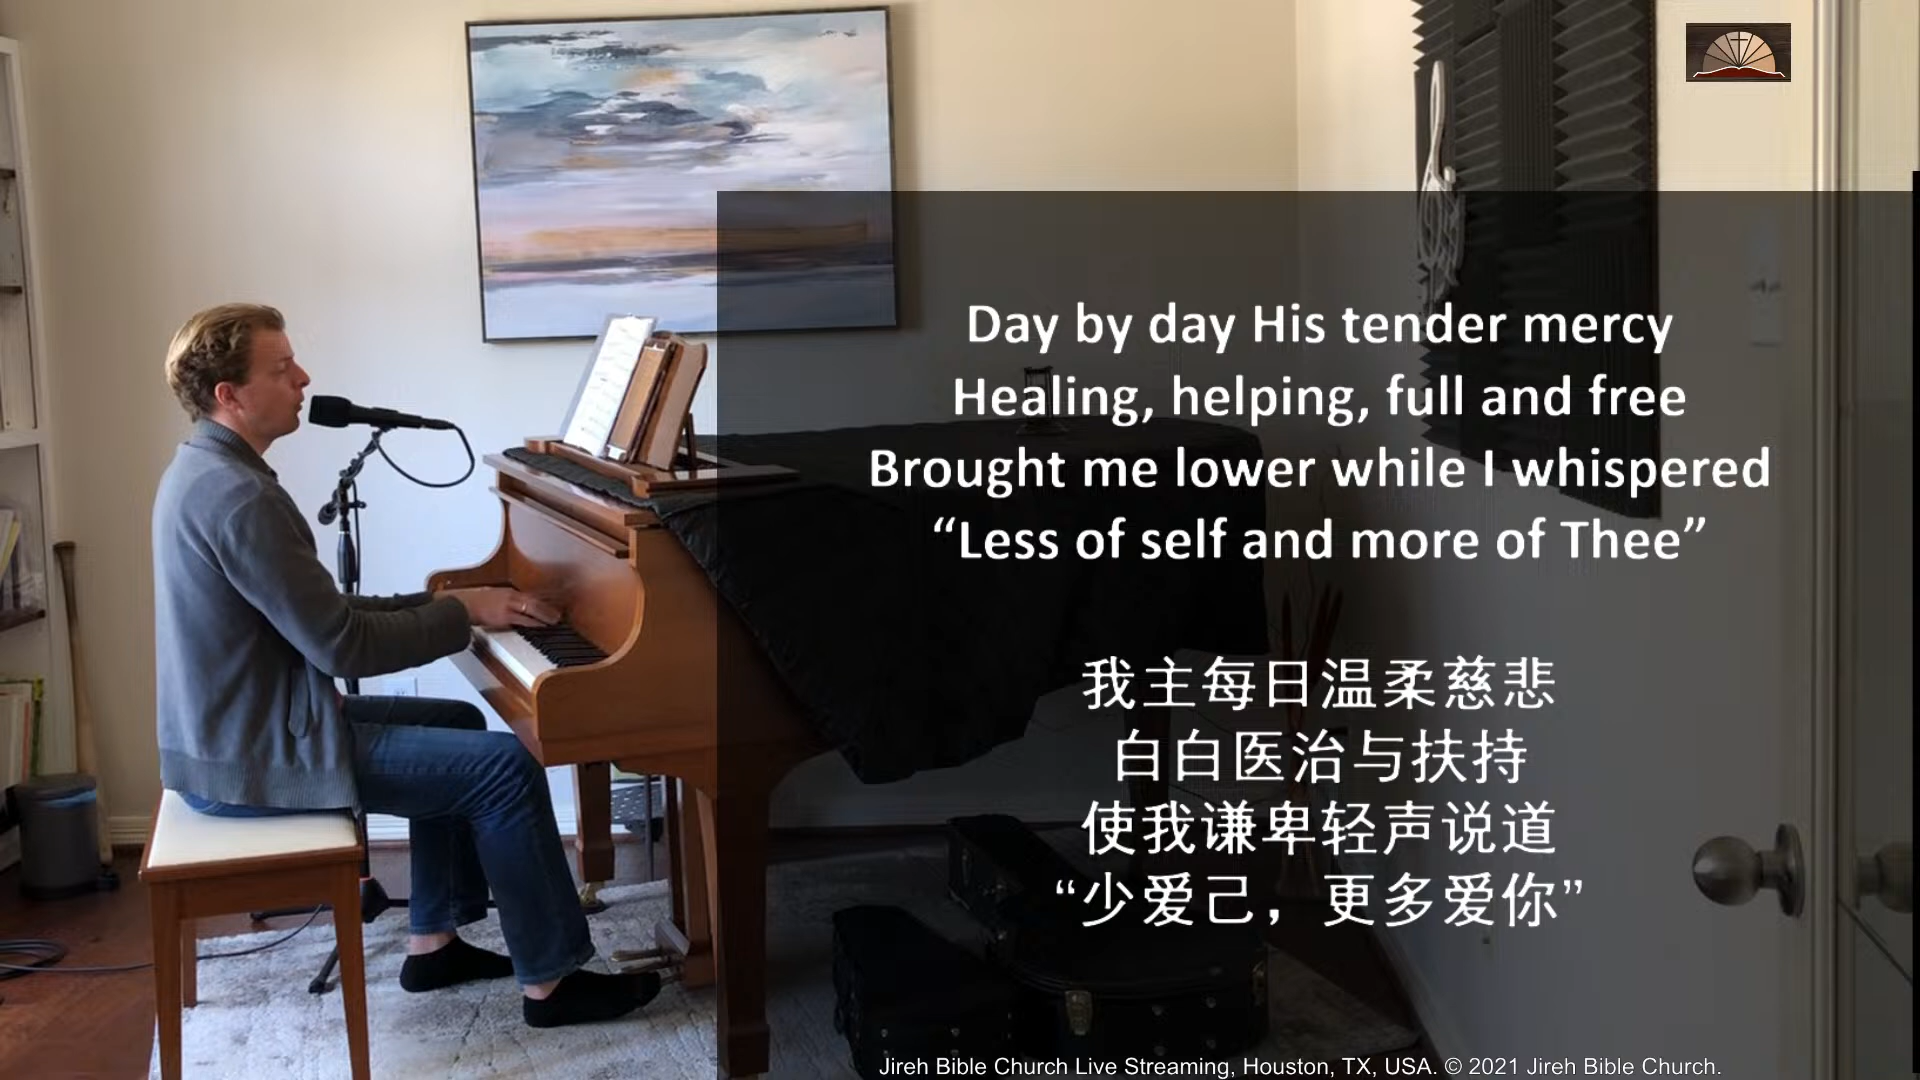 Day by day His tender mercy
Healing, helping, full and free
Brought me lower while I whispered
“Less of self and more of Thee”
我主每日温柔慈悲
白白医治与扶持
使我谦卑轻声说道
“少爱己，更多爱你”
Jireh Bible Church Live Streaming, Houston, TX, USA. © 2021 Jireh Bible Church.